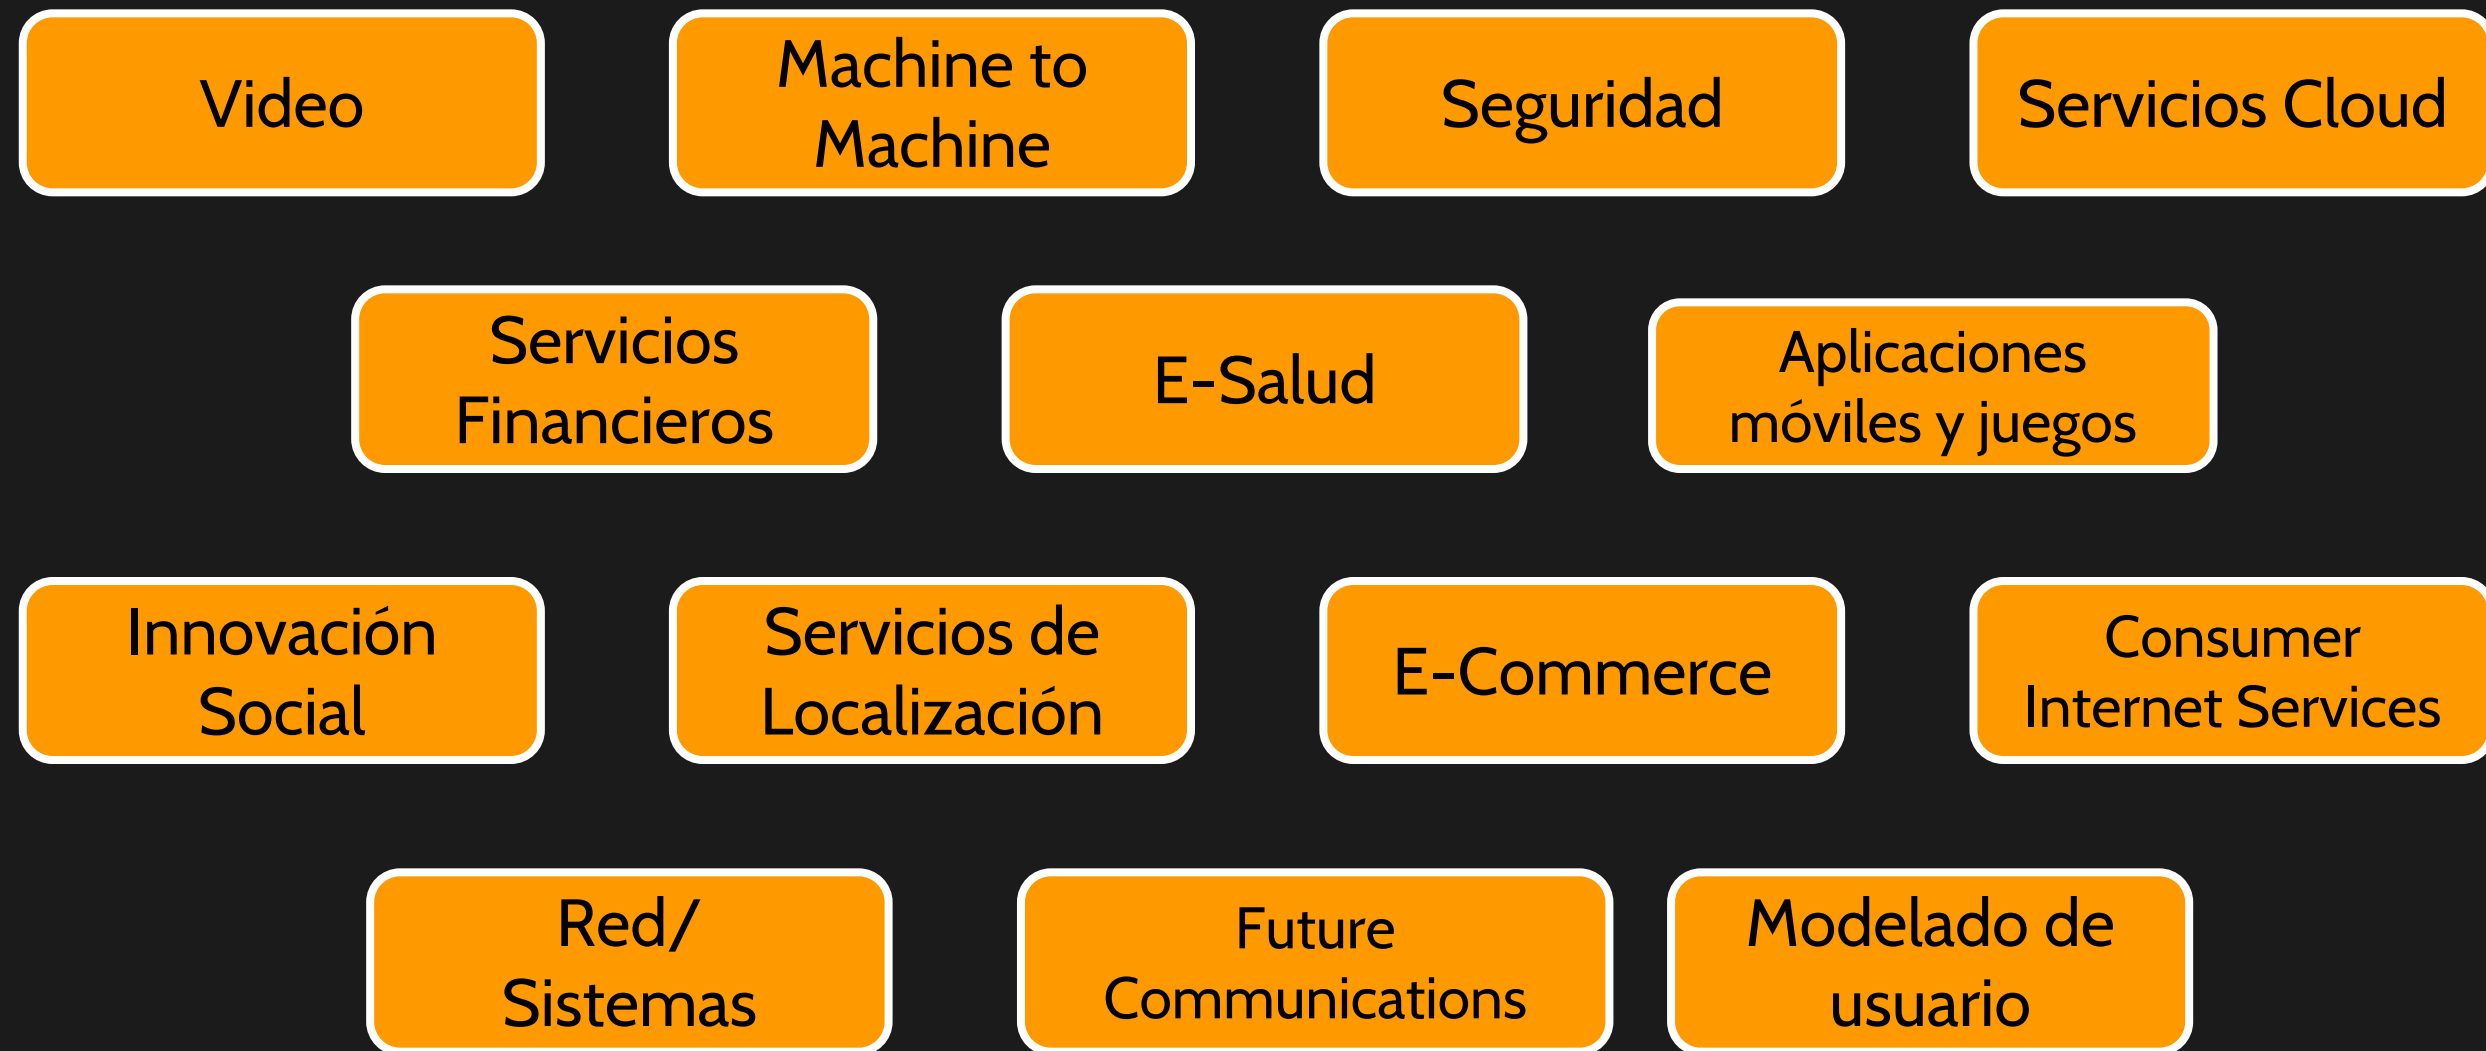 Video
Machine to
Machine
Seguridad
Servicios Cloud
Servicios
Financieros
E-Salud
Aplicaciones
móviles y juegos
Innovación
Social
Servicios de
Localización
E-Commerce
Consumer
Internet Services
Red/
Sistemas
Future
Communications
Modelado de
usuario